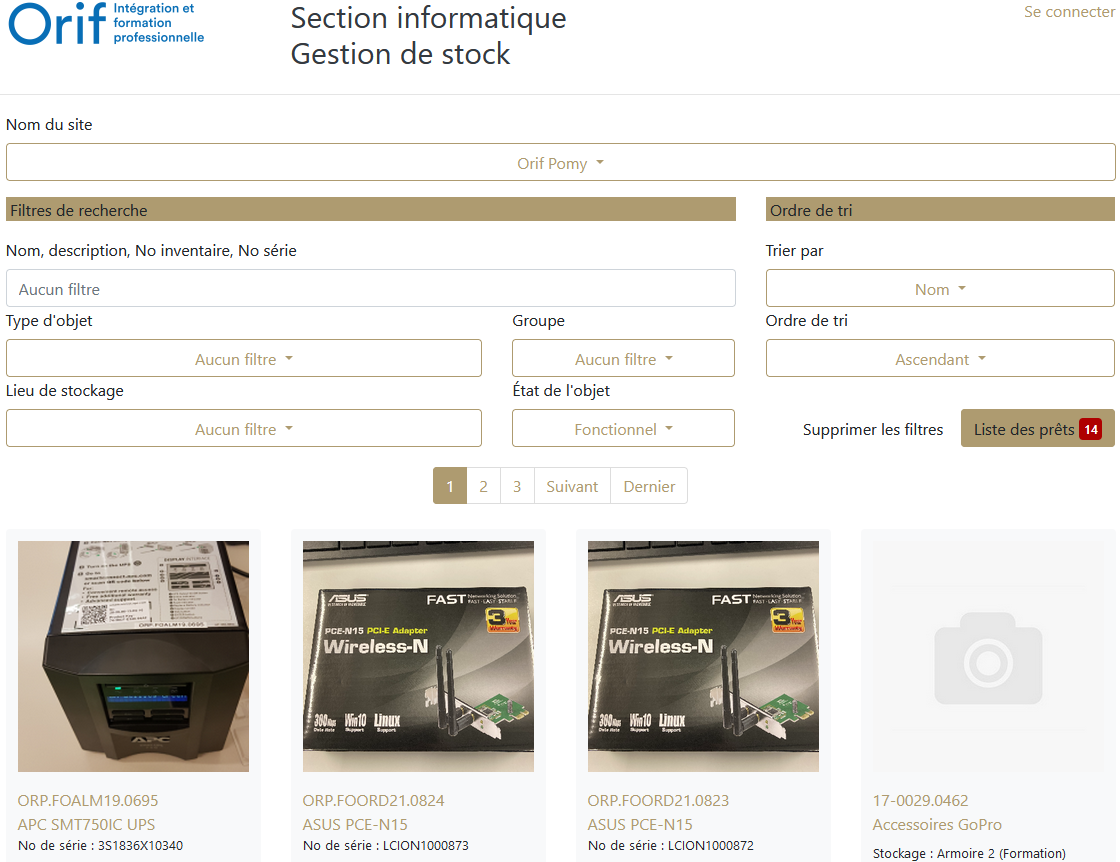 Orif Intégration et
formation
professionnelle
Section informatique
Gestion de stock
Se connecter
Nom du site
Orif Pomy
Filtres de recherche
Ordre de tri
Nom, description, No inventaire, No série
Trier par
Aucun filtre
Nom
Type d'objet
Groupe
Ordre de tri
Aucun filtre
Aucun filtre
Ascendant
Lieu de stockage
État de l'objet
Aucun filtre
Fonctionnel
Supprimer les filtres
Liste des prêts 14
1 2 3 Suivant Dernier
ORP.FOALM19.0695
APC
ASUS
FAST Networking Solution
FAST·EASY·STABLE
3 Year
Warranty
PCE-N15 PCI-E Adapter
Wireless-N
300Mbps Win10 Linux
Data Rate Support Support
ASUS
FAST Networking Solution
FAST·EASY·STABLE
3 Year
Warranty
PCE-N15 PCI-E Adapter
Wireless-N
300Mbps Win10 Linux
Data Rate Support Support
ORP.FOALM19.0695
APC SMT750IC UPS
No de série : 3S1836X10340
ORP.FOORD21.0824
ASUS PCE-N15
No de série : LCION1000873
ORP.FOORD21.0823
ASUS PCE-N15
No de série : LCION1000872
17-0029.0462
Accessoires GoPro
Stockage : Armoire 2 (Formation)